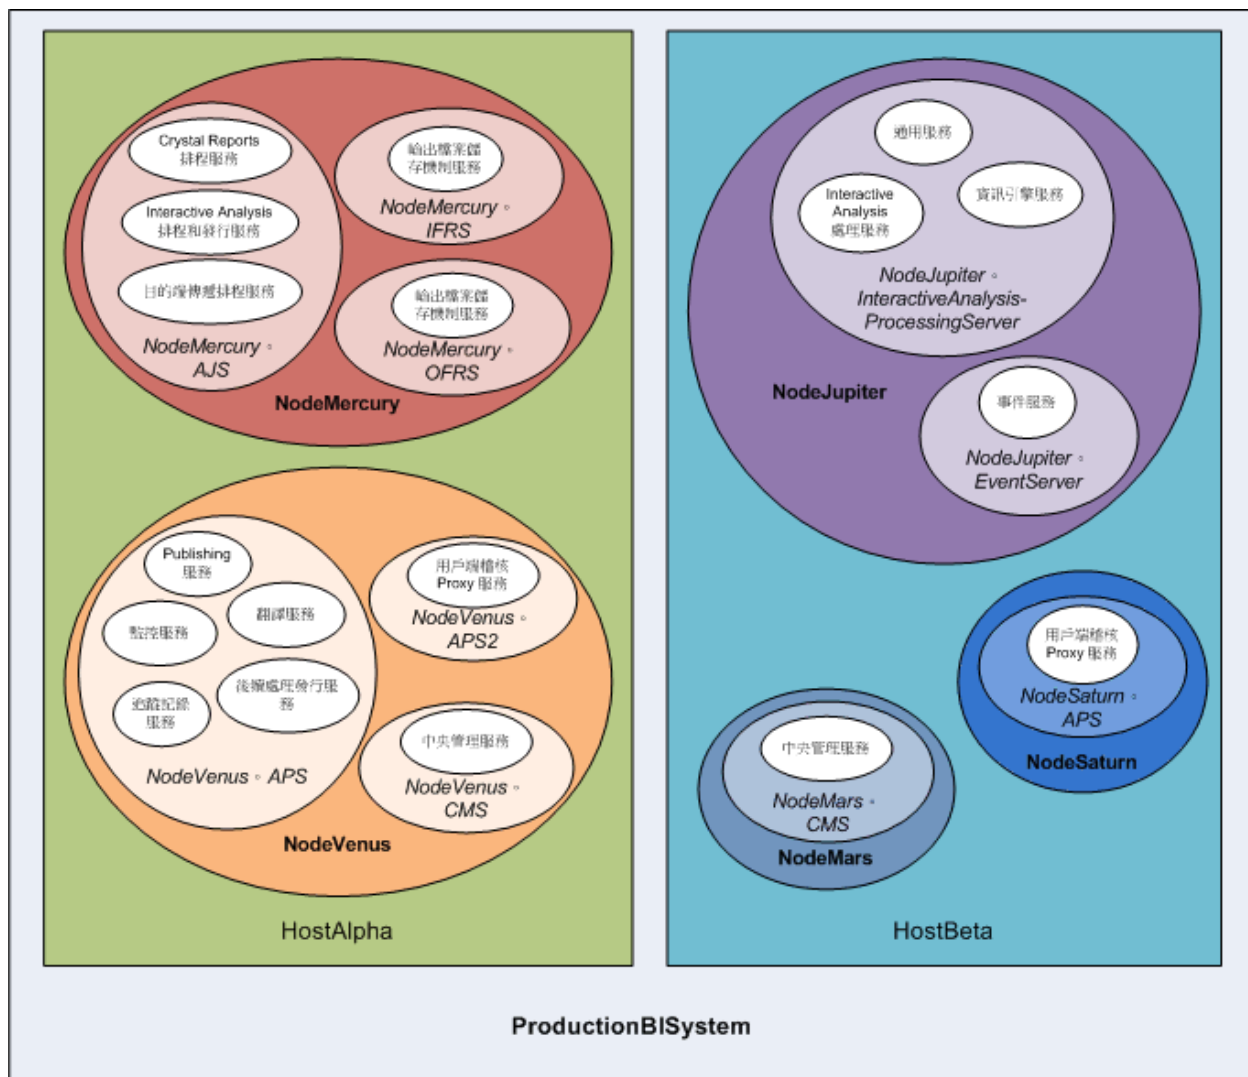 Crystal Reports
排程服務
Interactive Analysis
排程和發行服務
目的端傳遞排程服務
NodeMercury。
AJS
輸出檔案儲
存機制服務
NodeMercury。
IFRS
輸出檔案儲
存機制服務
NodeMercury。
OFRS
NodeMercury
Publishing
服務
監控服務
翻譯服務
追蹤記錄
服務
後續處理發行服
務
NodeVenus。APS
用戶端稽核
Proxy 服務
NodeVenus。
APS2
中央管理服務
NodeVenus。
CMS
NodeVenus
HostAlpha
通用服務
Interactive
Analysis
處理服務
資訊引擎服務
NodeJupiter。
InteractiveAnalysis-
ProcessingServer
NodeJupiter
事件服務
NodeJupiter。
EventServer
用戶端稽核
Proxy 服務
NodeSaturn。
APS
NodeSaturn
中央管理服務
NodeMars。
CMS
NodeMars
HostBeta
ProductionBISystem